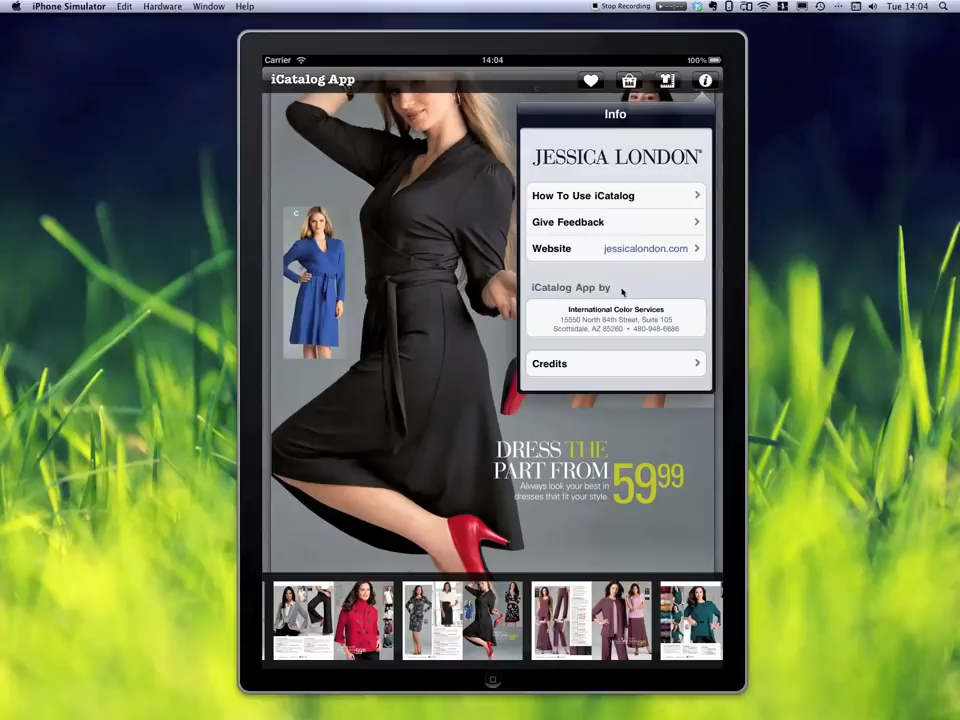 iPhone Simulator Edit Hardware Window Help
Stop Recording Tue 14:04
Carrier 14:04 100%
iCatalog App
C
Info
JESSICA LONDON
How To Use iCatalog
Give Feedback
Website jessicalondon.com
C
iCatalog App by
International Color Services
15550 North 84th Street, Suite 105
Scottsdale, AZ 85260 • 480-948-6686
Credits
DRESS THE
PART FROM 59.99
Always look your best in
dresses that fit your style.